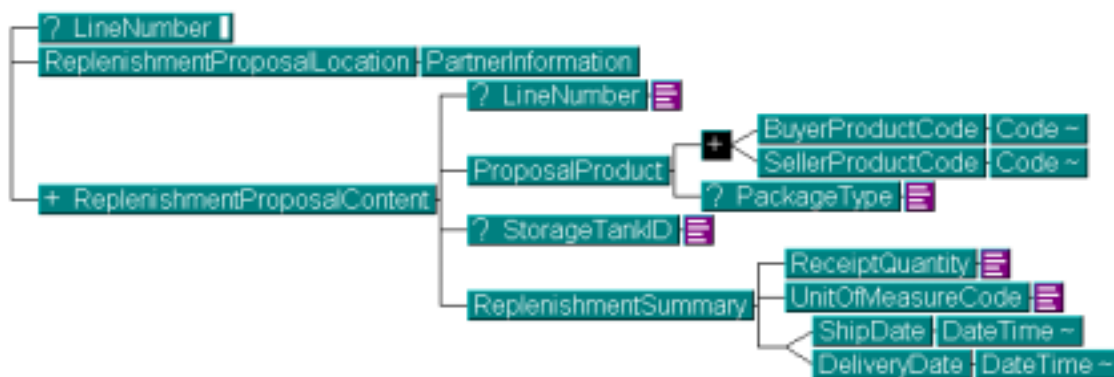 ? LineNumber
ReplenishmentProposalLocation PartnerInformation
? LineNumber
+ BuyerProductCode Code ~
SellerProductCode Code ~
ProposalProduct
+ ReplenishmentProposalContent
? PackageType
? StorageTankID
ReceiptQuantity
UnitOfMeasureCode
ReplenishmentSummary
ShipDate DateTime ~
DeliveryDate DateTime ~